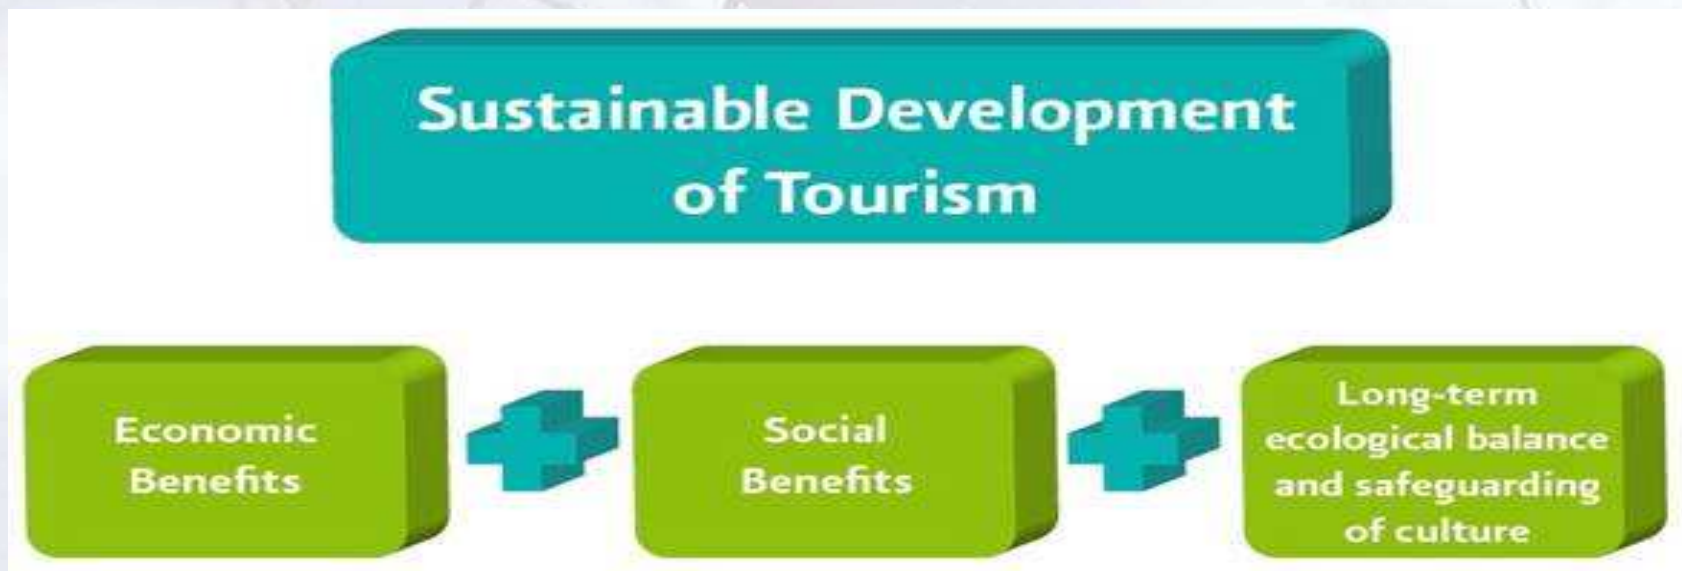 Sustainable Development
of Tourism
Economic
Benefits
Social
Benefits
Long-term
ecological balance
and safeguarding
of culture